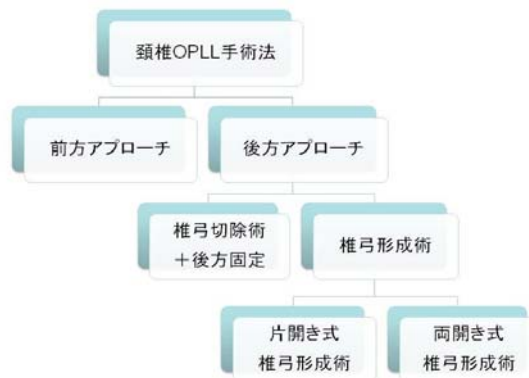 頚椎OPLL手術法
前方アプローチ
後方アプローチ
椎弓切除術
＋後方固定
椎弓形成術
片開き式
椎弓形成術
両開き式
椎弓形成術